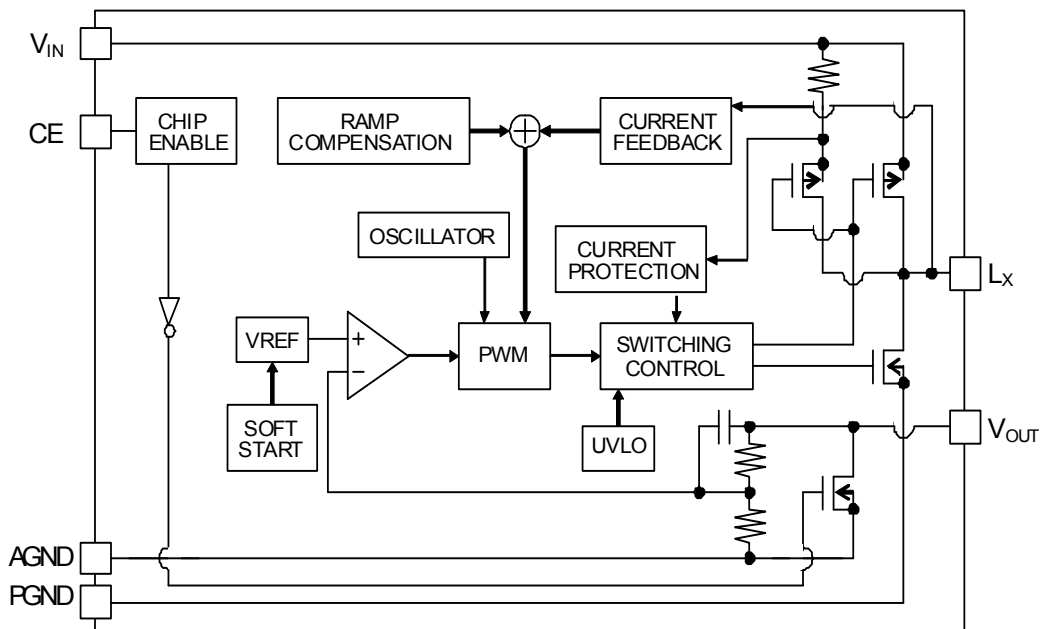 VIN
CE
CHIP
ENABLE
RAMP
COMPENSATION
+
CURRENT
FEEDBACK
OSCILLATOR
CURRENT
PROTECTION
LX
VREF
+
−
PWM
SWITCHING
CONTROL
SOFT
START
UVLO
VOUT
AGND
PGND